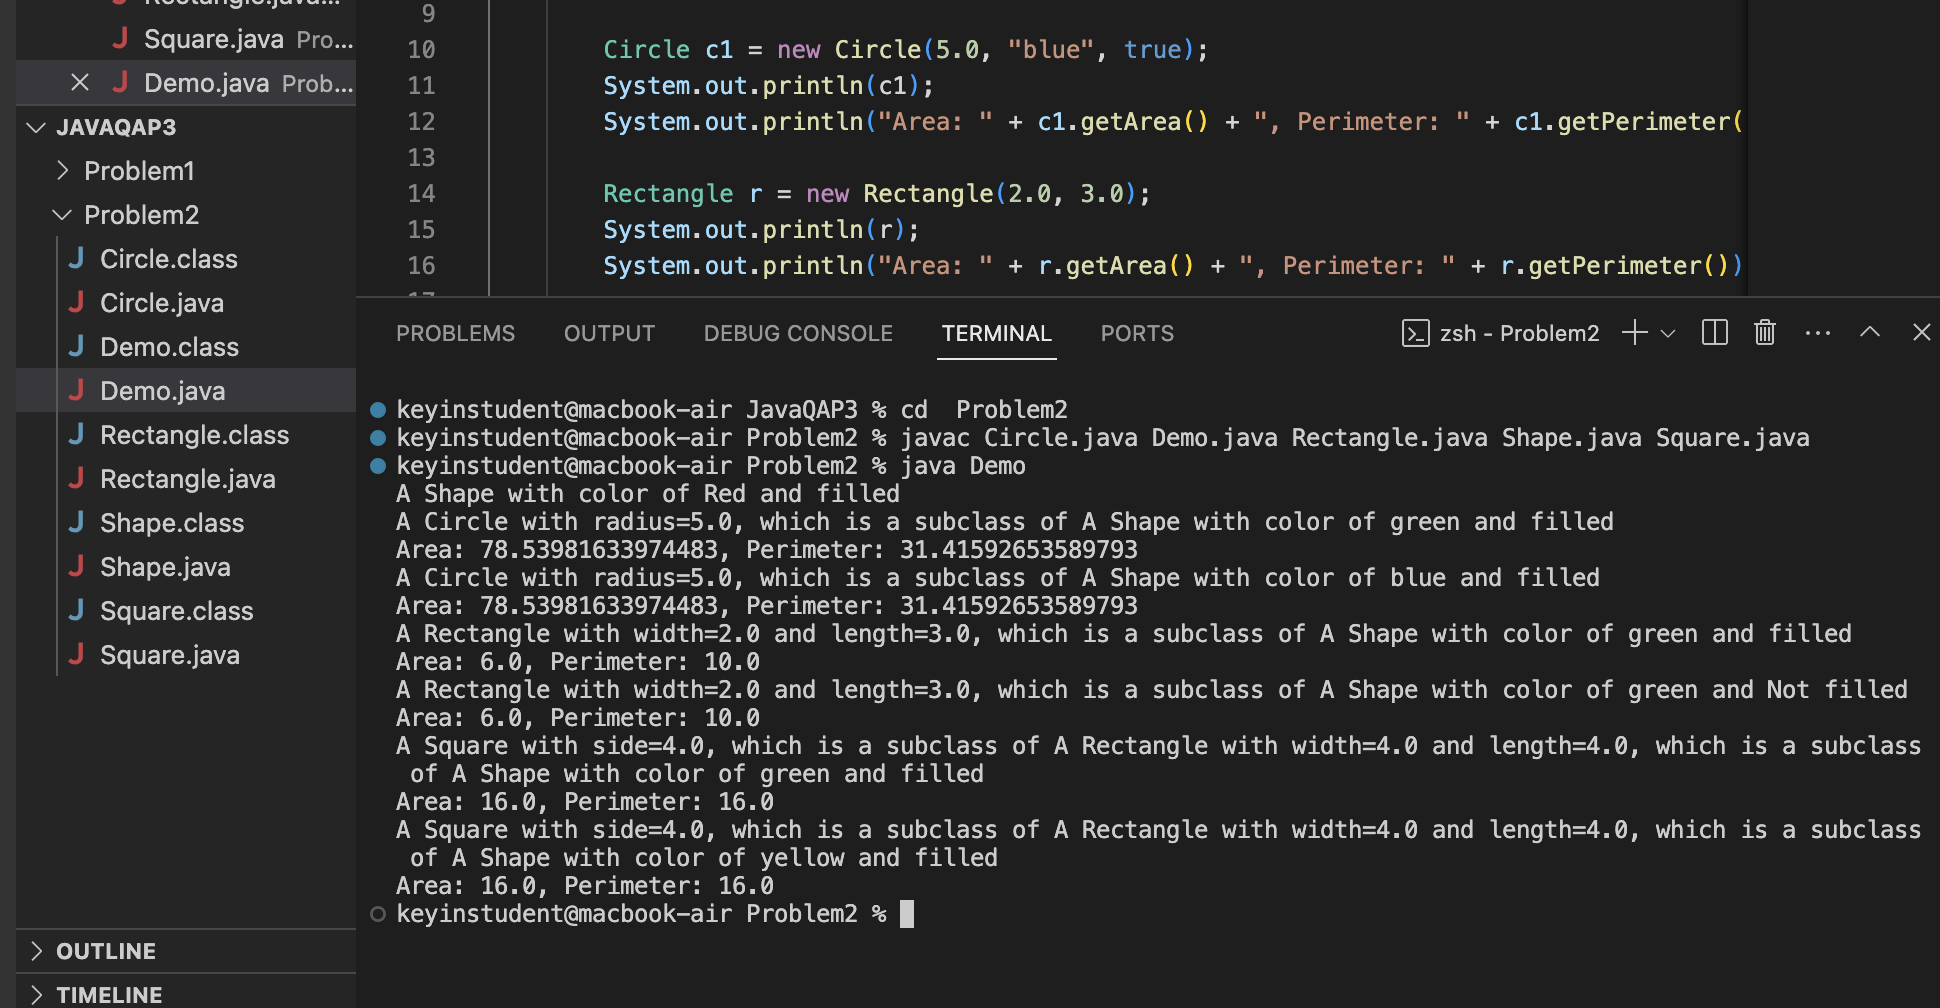 Rectangle.java...
Square.java Pro...
Demo.java Prob...
JAVAQAP3
Problem1
Problem2
Circle.class
Circle.java
Demo.class
Demo.java
Rectangle.class
Rectangle.java
Shape.class
Shape.java
Square.class
Square.java
OUTLINE
TIMELINE
9
10 Circle c1 = new Circle(5.0, "blue", true);
11 System.out.println(c1);
12 System.out.println("Area: " + c1.getArea() + ", Perimeter: " + c1.getPerimeter(
13
14 Rectangle r = new Rectangle(2.0, 3.0);
15 System.out.println(r);
16 System.out.println("Area: " + r.getArea() + ", Perimeter: " + r.getPerimeter())
PROBLEMS OUTPUT DEBUG CONSOLE TERMINAL PORTS zsh - Problem2
keyinstudent@macbook-air JavaQAP3 % cd  Problem2
keyinstudent@macbook-air Problem2 % javac Circle.java Demo.java Rectangle.java Shape.java Square.java
keyinstudent@macbook-air Problem2 % java Demo
A Shape with color of Red and filled
A Circle with radius=5.0, which is a subclass of A Shape with color of green and filled
Area: 78.53981633974483, Perimeter: 31.41592653589793
A Circle with radius=5.0, which is a subclass of A Shape with color of blue and filled
Area: 78.53981633974483, Perimeter: 31.41592653589793
A Rectangle with width=2.0 and length=3.0, which is a subclass of A Shape with color of green and filled
Area: 6.0, Perimeter: 10.0
A Rectangle with width=2.0 and length=3.0, which is a subclass of A Shape with color of green and Not filled
Area: 6.0, Perimeter: 10.0
A Square with side=4.0, which is a subclass of A Rectangle with width=4.0 and length=4.0, which is a subclass
of A Shape with color of green and filled
Area: 16.0, Perimeter: 16.0
A Square with side=4.0, which is a subclass of A Rectangle with width=4.0 and length=4.0, which is a subclass
of A Shape with color of yellow and filled
Area: 16.0, Perimeter: 16.0
keyinstudent@macbook-air Problem2 %